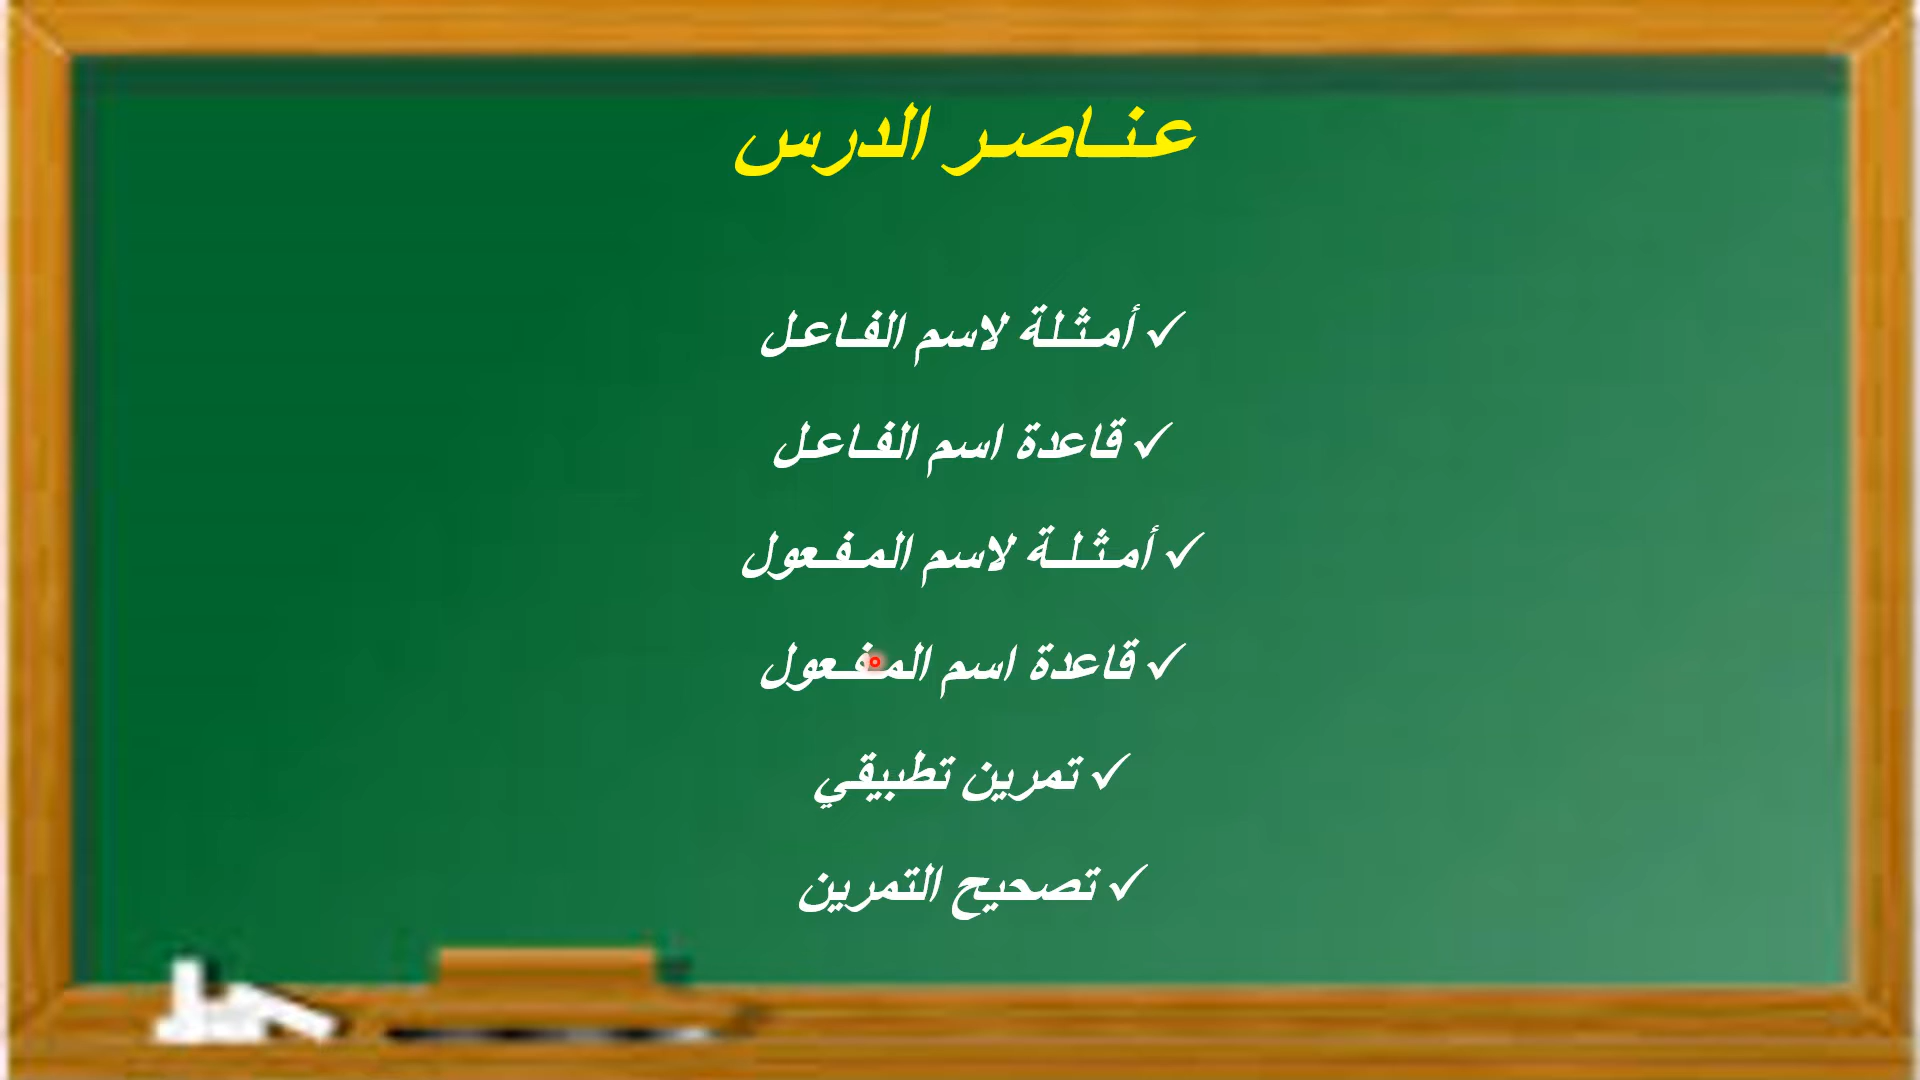 عناصر الدرس
✓ أمثلة لاسم الفاعل
✓ قاعدة اسم الفاعل
✓ أمثلة لاسم المفعول
✓ قاعدة اسم المفعول
✓ تمرين تطبيقي
✓ تصحيح التمرين